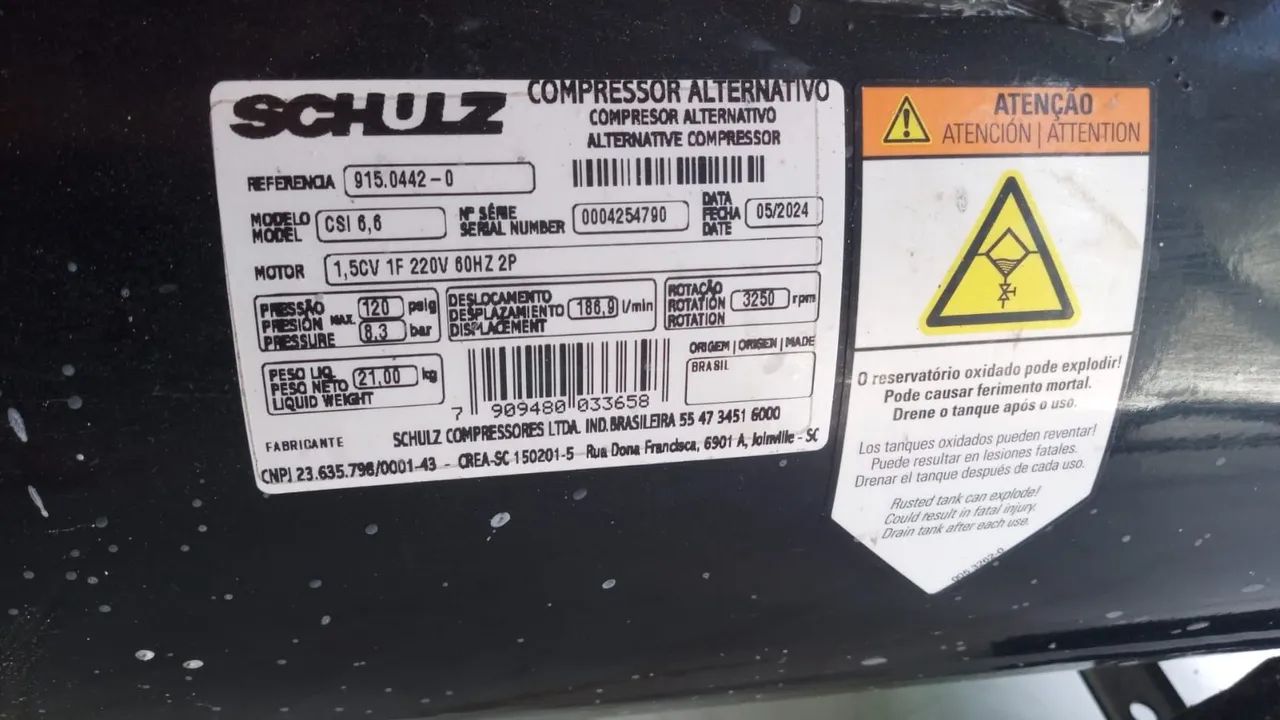 SCHULZ
COMPRESSOR ALTERNATIVO
COMPRESOR ALTERNATIVO
ALTERNATIVE COMPRESSOR
REFERENCIA 915.0442-0
MODELO
MODEL
CSI 6,6
Nº SÉRIE
SERIAL NUMBER
0004254790
DATA
FECHA
DATE
05/2024
MOTOR 1,5CV 1F 220V 60HZ 2P
PRESSÃO
PRESIÓN
PRESSURE
MAX.
120 psig
8.3 bar
DESLOCAMENTO
DESPLAZAMIENTO
DISPLACEMENT
186,9 l/min
ROTAÇÃO
ROTATION
ROTATION
3250 rpm
PESO LIQ.
PESO NETO
LIQUID WEIGHT
21,00 kg
7 909480 033658
ORIGEM | ORIGEN | MADE
BRASIL
FABRICANTE
SCHULZ COMPRESSORES LTDA. IND. BRASILEIRA 55 47 3451 6000
CNPJ 23.635.798/0001-43 - CREA-SC 150201-5 Rua Dona Francisca, 6901 A, Joinville - SC
ATENÇÃO
ATENCIÓN | ATTENTION
O reservatório oxidado pode explodir!
Pode causar ferimento mortal.
Drene o tanque após o uso.
Los tanques oxidados pueden reventar!
Puede resultar en lesiones fatales.
Drenar el tanque después de cada uso.
Rusted tank can explode!
Could result in fatal injury.
Drain tank after each use.